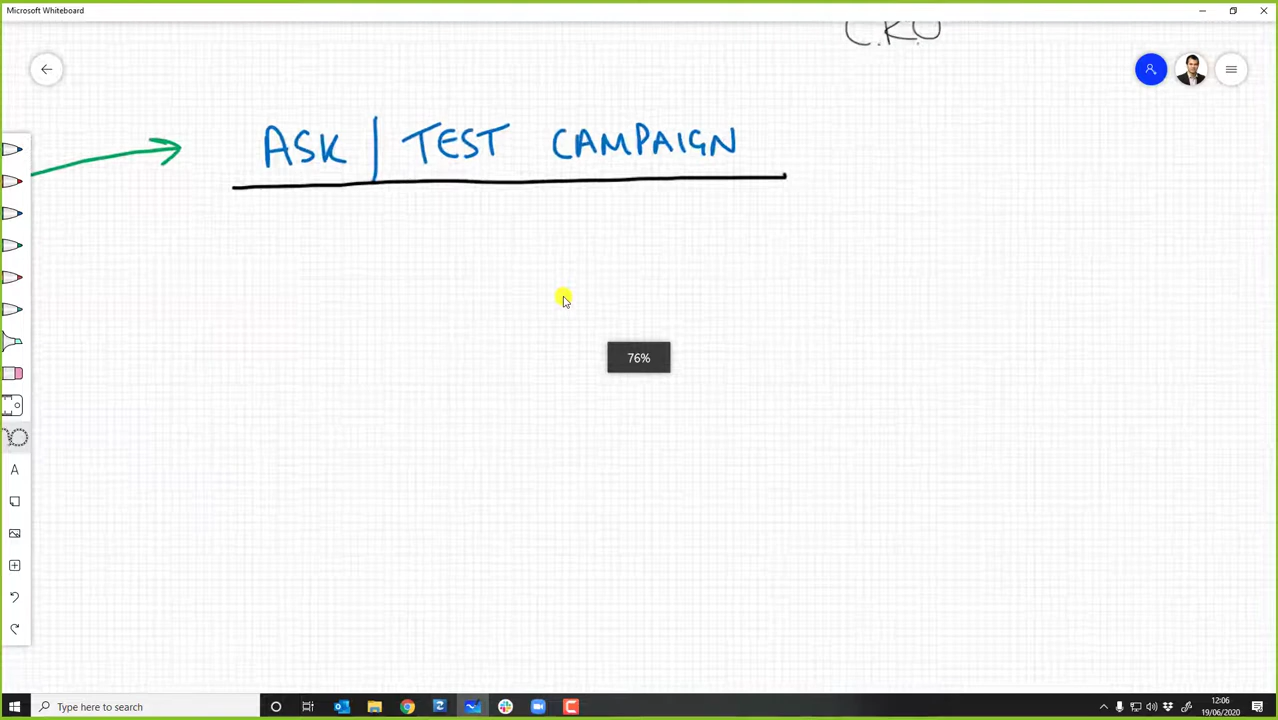 Microsoft Whiteboard
C.R.O
ASK | TEST CAMPAIGN
76%
A
Type here to search
12:06
19/06/2020